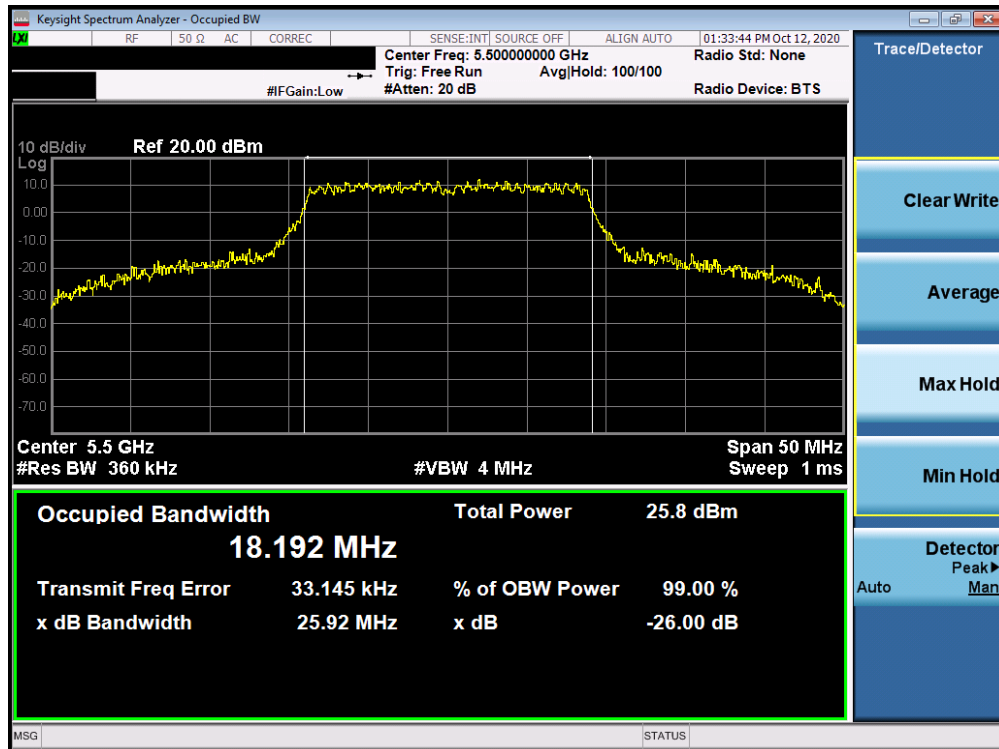 Keysight Spectrum Analyzer - Occupied BW
LXI RF 50 Ω AC CORREC SENSE:INT SOURCE OFF ALIGN AUTO 01:33:44 PM Oct 12, 2020
Center Freq: 5.500000000 GHz Radio Std: None
Trig: Free Run Avg|Hold: 100/100
#IFGain:Low #Atten: 20 dB Radio Device: BTS
10 dB/div Ref 20.00 dBm
Log
10.0
0.00
-10.0
-20.0
-30.0
-40.0
-50.0
-60.0
-70.0
Center 5.5 GHz Span 50 MHz
#Res BW 360 kHz #VBW 4 MHz Sweep 1 ms
Occupied Bandwidth Total Power 25.8 dBm
18.192 MHz
Transmit Freq Error 33.145 kHz % of OBW Power 99.00 %
x dB Bandwidth 25.92 MHz x dB -26.00 dB
Trace/Detector
Clear Write
Average
Max Hold
Min Hold
Detector
Peak▶
Auto Man
MSG STATUS